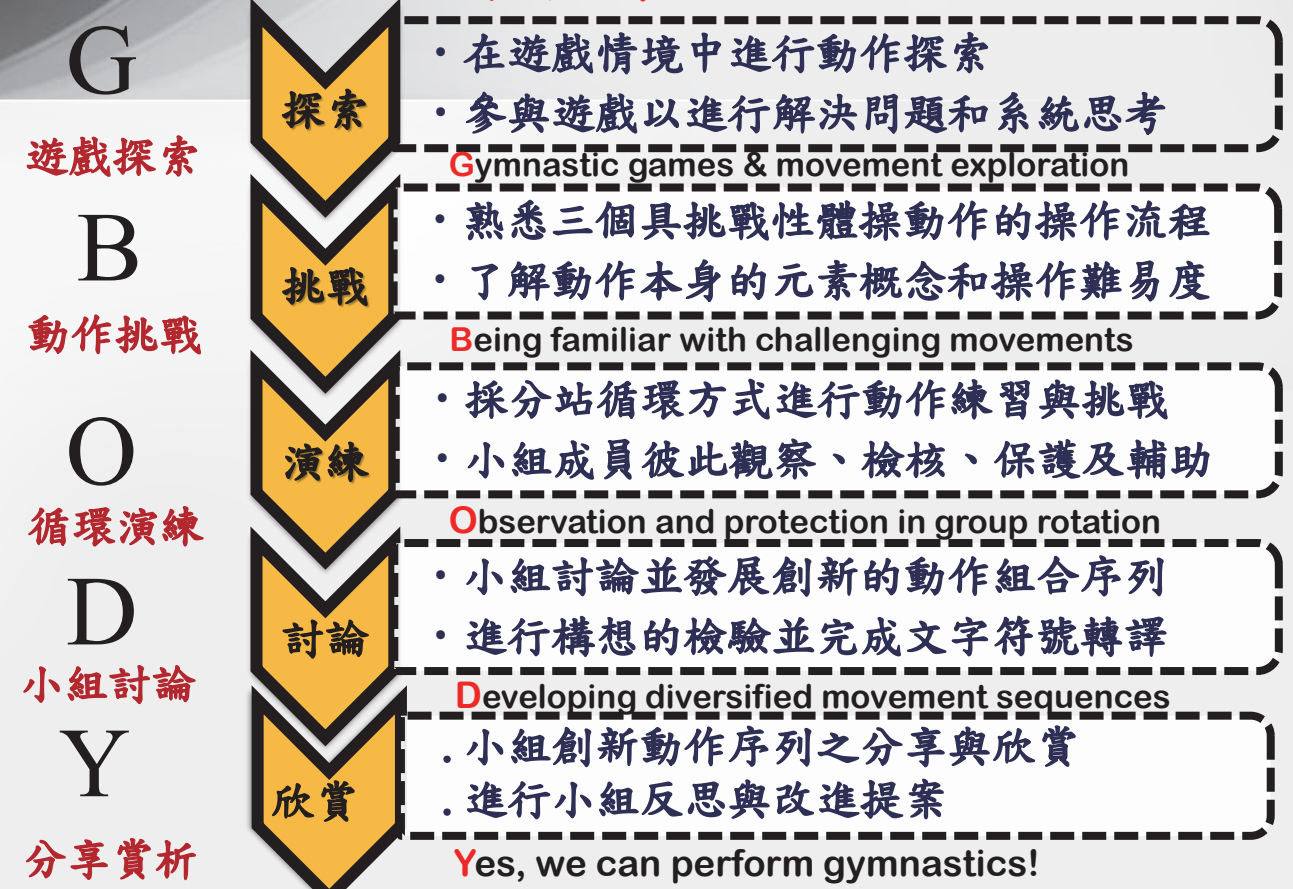 G
遊戲探索
探索
・在遊戲情境中進行動作探索
・參與遊戲以進行解決問題和系統思考
Gymnastic games & movement exploration
B
動作挑戰
挑戰
・熟悉三個具挑戰性體操動作的操作流程
・了解動作本身的元素概念和操作難易度
Being familiar with challenging movements
O
循環演練
演練
・採分站循環方式進行動作練習與挑戰
・小組成員彼此觀察、檢核、保護及輔助
Observation and protection in group rotation
D
小組討論
討論
・小組討論並發展創新的動作組合序列
・進行構想的檢驗並完成文字符號轉譯
Developing diversified movement sequences
Y
分享賞析
欣賞
．小組創新動作序列之分享與欣賞
．進行小組反思與改進提案
Yes, we can perform gymnastics!